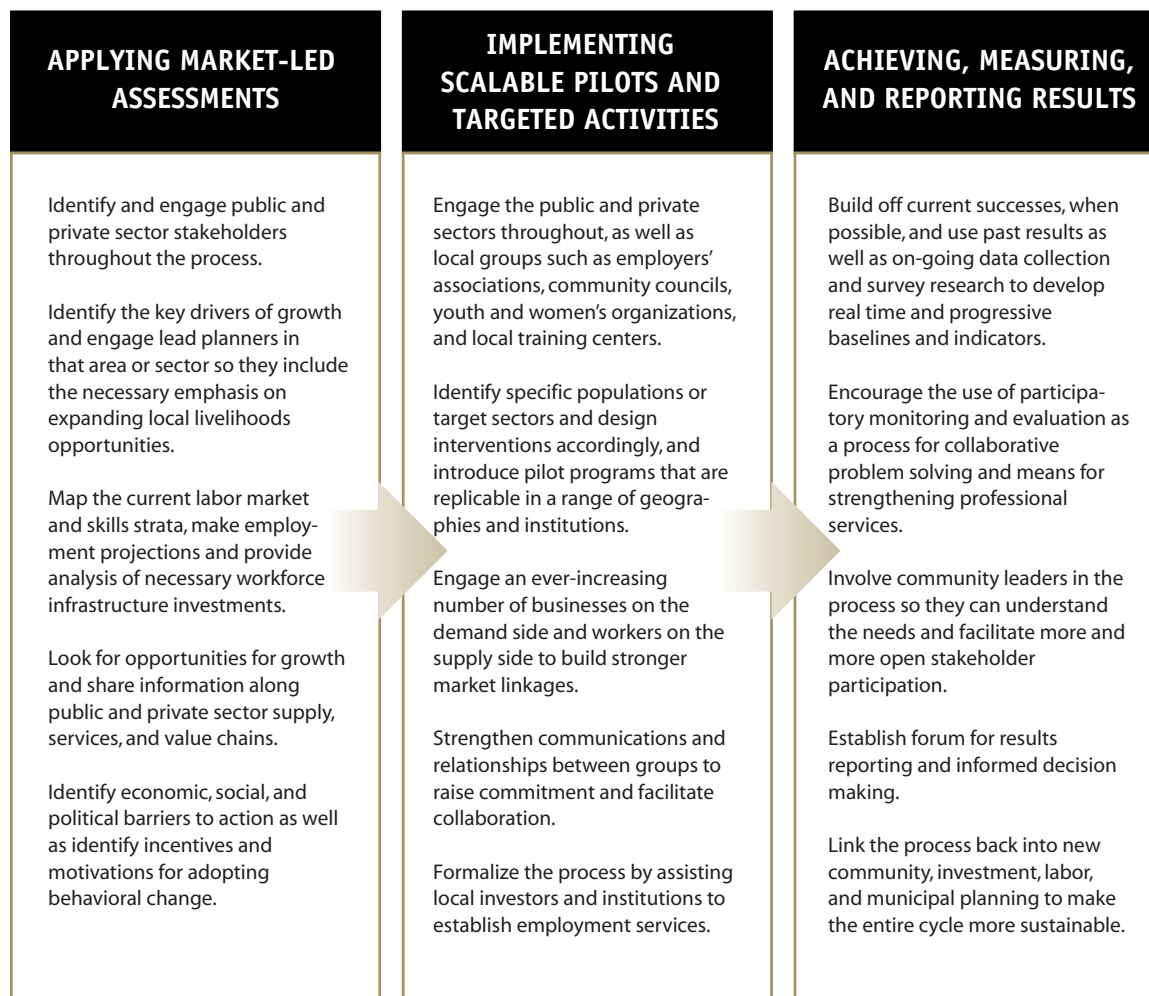 APPLYING MARKET-LED
ASSESSMENTS
Identify and engage public and
private sector stakeholders
throughout the process.
Identify the key drivers of growth
and engage lead planners in
that area or sector so they include
the necessary emphasis on
expanding local livelihoods
opportunities.
Map the current labor market
and skills strata, make employ-
ment projections and provide
analysis of necessary workforce
infrastructure investments.
Look for opportunities for growth
and share information along
public and private sector supply,
services, and value chains.
Identify economic, social, and
political barriers to action as well
as identify incentives and
motivations for adopting
behavioral change.
IMPLEMENTING
SCALABLE PILOTS AND
TARGETED ACTIVITIES
Engage the public and private
sectors throughout, as well as
local groups such as employers’
associations, community councils,
youth and women’s organizations,
and local training centers.
Identify specific populations or
target sectors and design
interventions accordingly, and
introduce pilot programs that are
replicable in a range of geogra-
phies and institutions.
Engage an ever-increasing
number of businesses on the
demand side and workers on the
supply side to build stronger
market linkages.
Strengthen communications and
relationships between groups to
raise commitment and facilitate
collaboration.
Formalize the process by assisting
local investors and institutions to
establish employment services.
ACHIEVING, MEASURING,
AND REPORTING RESULTS
Build off current successes, when
possible, and use past results as
well as on-going data collection
and survey research to develop
real time and progressive
baselines and indicators.
Encourage the use of participa-
tory monitoring and evaluation as
a process for collaborative
problem solving and means for
strengthening professional
services.
Involve community leaders in the
process so they can understand
the needs and facilitate more and
more open stakeholder
participation.
Establish forum for results
reporting and informed decision
making.
Link the process back into new
community, investment, labor,
and municipal planning to make
the entire cycle more sustainable.